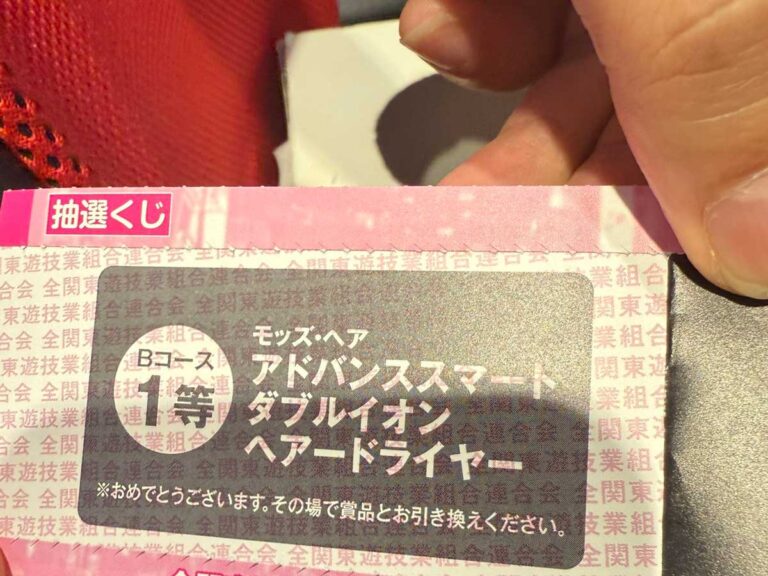 抽選くじ
Bコース
1等
モッズ・ヘア
アドバンススマート
ダブルイオン
ヘアードライヤー
※おめでとうございます。その場で賞品とお引き換えください。
全関東遊技業組合連合会